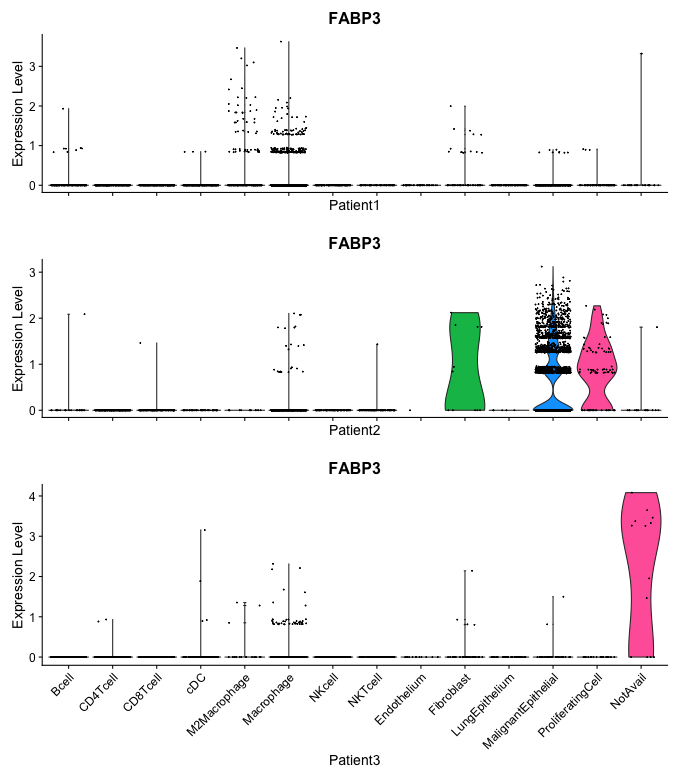 FABP3
Expression Level
3
2
1
0
Patient1
FABP3
Expression Level
3
2
1
0
Patient2
FABP3
Expression Level
4
3
2
1
0
Bcell
CD4Tcell
CD8Tcell
cDC
M2Macrophage
Macrophage
NKcell
NKTcell
Endothelium
Fibroblast
LungEpithelium
MalignantEpithelial
ProliferatingCell
NotAvail
Patient3